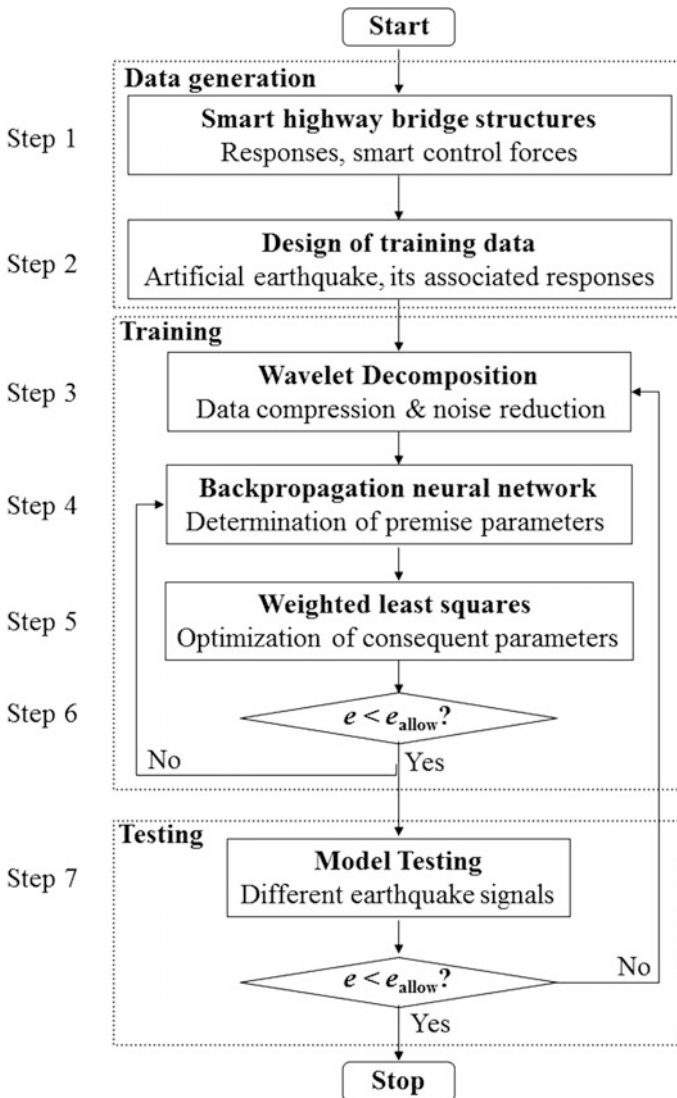 Start
Data generation
Step 1
Smart highway bridge structures
Responses, smart control forces
Step 2
Design of training data
Artificial earthquake, its associated responses
Training
Step 3
Wavelet Decomposition
Data compression & noise reduction
Step 4
Backpropagation neural network
Determination of premise parameters
Step 5
Weighted least squares
Optimization of consequent parameters
Step 6
e < eallow?
No
Yes
Testing
Step 7
Model Testing
Different earthquake signals
e < eallow?
No
Yes
Stop